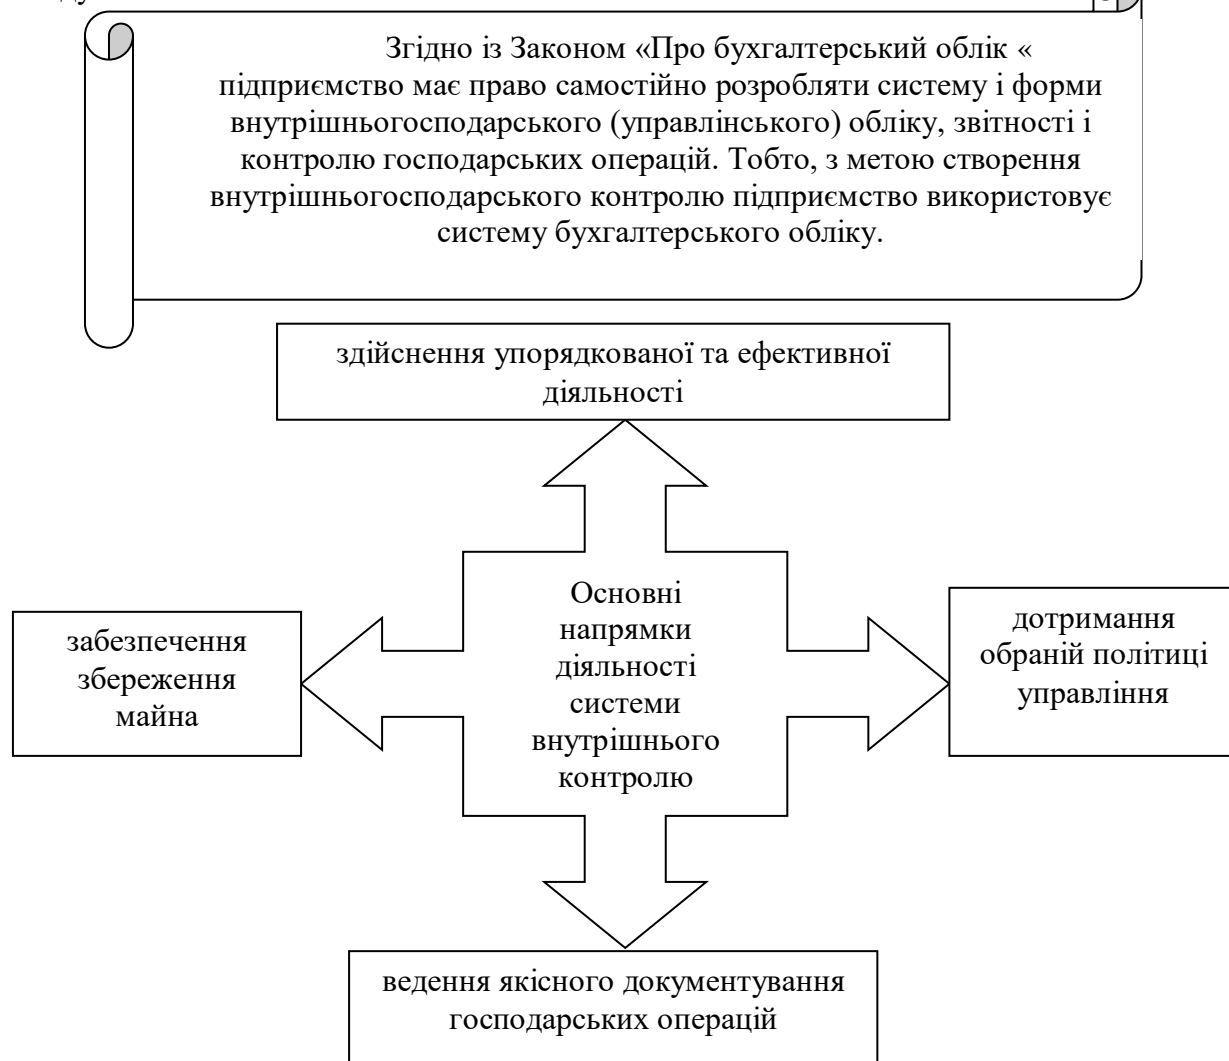 Згідно із Законом «Про бухгалтерський облік «
підприємство має право самостійно розробляти систему і форми
внутрішньогосподарського (управлінського) обліку, звітності і
контролю господарських операцій. Тобто, з метою створення
внутрішньогосподарського контролю підприємство використовує
систему бухгалтерського обліку.
здійснення упорядкованої та ефективної
діяльності
забезпечення
збереження
майна
Основні
напрямки
діяльності
системи
внутрішнього
контролю
дотримання
обраній політиці
управління
ведення якісного документування
господарських операцій